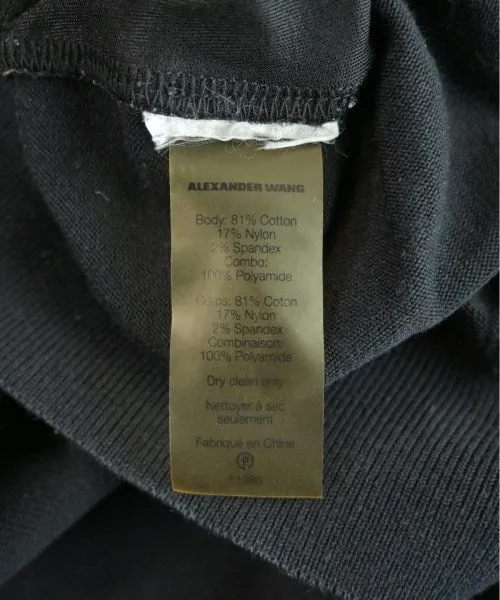 ALEXANDER WANG
Body: 81% Cotton
17% Nylon
2% Spandex
Combo:
100% Polyamide
Corps: 81% Coton
17% Nylon
2% Spandex
Combinaison:
100% Polyamide
Dry clean only
Nettoyer à sec
seulement
Fabriqué en Chine
P